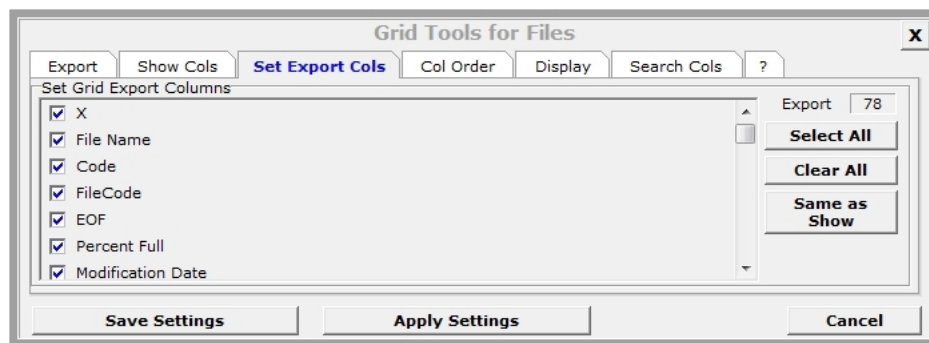 Grid Tools for Files
X
Export Show Cols Set Export Cols Col Order Display Search Cols ?
Set Grid Export Columns
X
File Name
Code
FileCode
EOF
Percent Full
Modification Date
Export 78
Select All
Clear All
Same as
Show
Save Settings Apply Settings Cancel